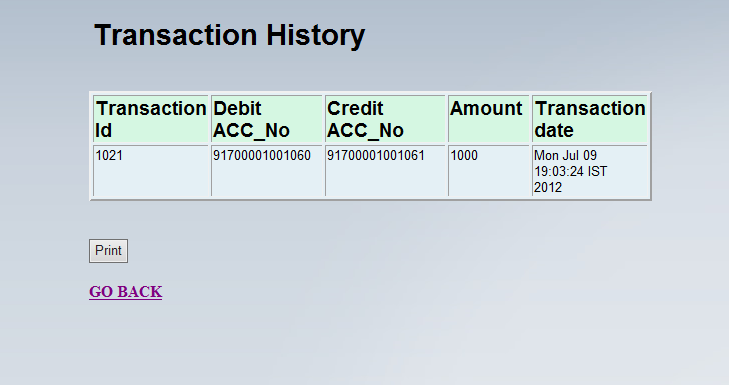 Transaction History
Transaction Debit Credit Amount Transaction
Id ACC_No ACC_No date
1021 91700001001060 91700001001061 1000 Mon Jul 09
19:03:24 IST
2012
Print
GO BACK